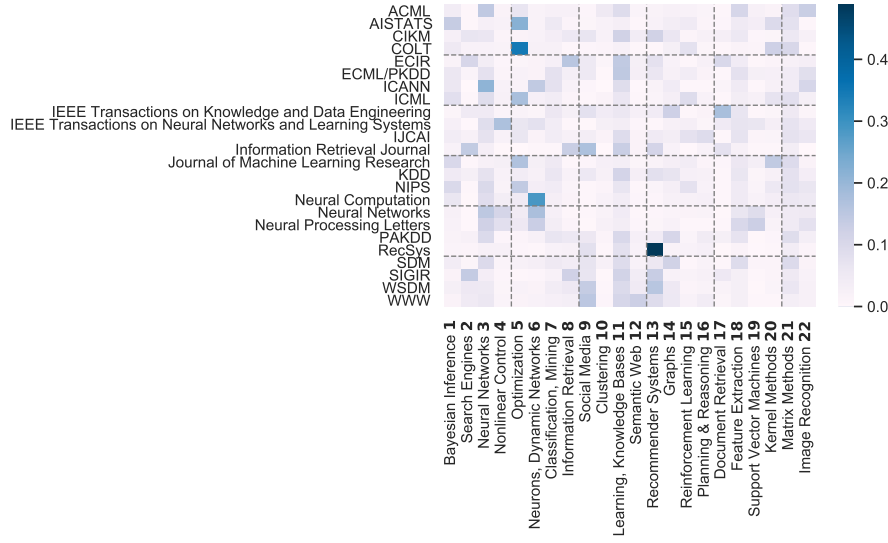 ACML
AISTATS
CIKM
COLT
ECIR
ECML/PKDD
ICANN
ICML
IEEE Transactions on Knowledge and Data Engineering
IEEE Transactions on Neural Networks and Learning Systems
IJCAI
Information Retrieval Journal
Journal of Machine Learning Research
KDD
NIPS
Neural Computation
Neural Networks
Neural Processing Letters
PAKDD
RecSys
SDM
SIGIR
WSDM
WWW
Bayesian Inference 1
Search Engines 2
Neural Networks 3
Nonlinear Control 4
Optimization 5
Neurons, Dynamic Networks 6
Classification, Mining 7
Information Retrieval 8
Social Media 9
Clustering 10
Learning, Knowledge Bases 11
Semantic Web 12
Recommender Systems 13
Graphs 14
Reinforcement Learning 15
Planning & Reasoning 16
Document Retrieval 17
Feature Extraction 18
Support Vector Machines 19
Kernel Methods 20
Matrix Methods 21
Image Recognition 22
0.4
0.3
0.2
0.1
0.0